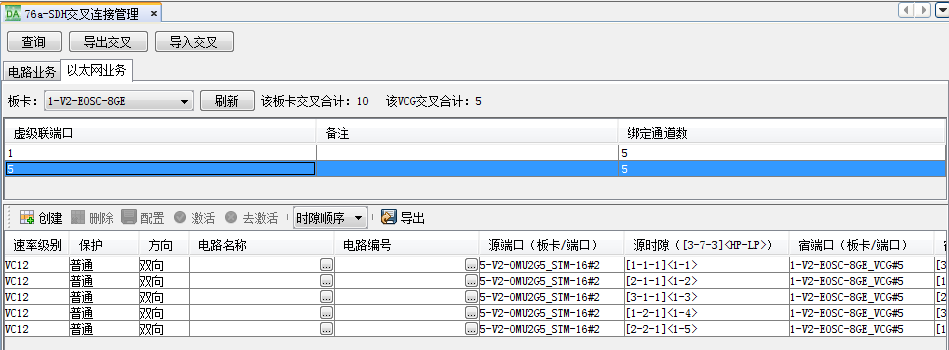 DA 76a-SDH交叉连接管理
查询 导出交叉 导入交叉
电路业务 以太网业务
板卡: 1-V2-EOSC-8GE 刷新 该板卡交叉合计: 10 该VCG交叉合计: 5
虚级联端口 备注 绑定通道数
1 5
5 5
创建 删除 配置 激活 去激活 时隙顺序 导出
速率级别 保护 方向 电路名称 电路编号 源端口(板卡/端口) 源时隙([3-7-3]<HP-LP>) 宿端口(板卡/端口)
VC12 普通 双向 ... ... 5-V2-OMU2G5_STM-16#2 [1-1-1]<1-1> 1-V2-EOSC-8GE_VCG#5 [3
VC12 普通 双向 ... ... 5-V2-OMU2G5_STM-16#2 [2-1-1]<1-2> 1-V2-EOSC-8GE_VCG#5 [1
VC12 普通 双向 ... ... 5-V2-OMU2G5_STM-16#2 [3-1-1]<1-3> 1-V2-EOSC-8GE_VCG#5 [2
VC12 普通 双向 ... ... 5-V2-OMU2G5_STM-16#2 [1-2-1]<1-4> 1-V2-EOSC-8GE_VCG#5 [3
VC12 普通 双向 ... ... 5-V2-OMU2G5_STM-16#2 [2-2-1]<1-5> 1-V2-EOSC-8GE_VCG#5 [1